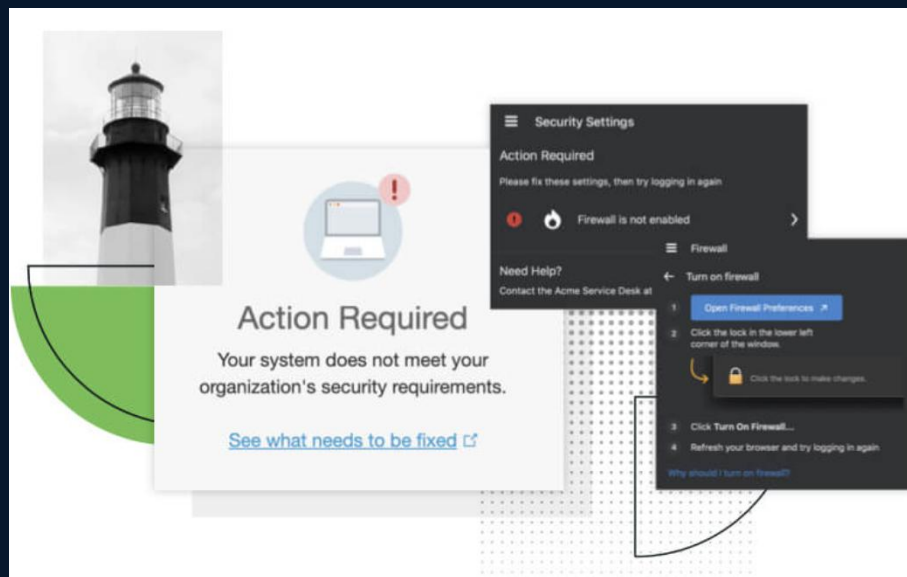 Action Required
Your system does not meet your
organization's security requirements.
See what needs to be fixed
Security Settings
Action Required
Please fix these settings, then try logging in again
Firewall is not enabled
Need Help?
Contact the Acme Service Desk at
Firewall
Turn on firewall
1 Open Firewall Preferences
2 Click the lock in the lower left
corner of the window.
Click the lock to make changes.
3 Click Turn On Firewall...
4 Refresh your browser and try logging in again
Why should I turn on firewall?